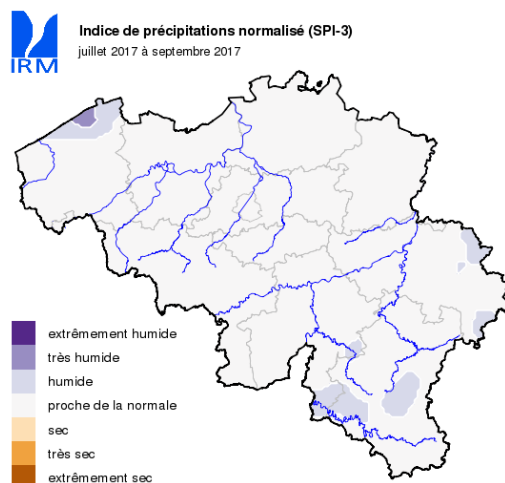 Indice de précipitations normalisé (SPI-3)
juillet 2017 à septembre 2017
IRM
extrêmement humide
très humide
humide
proche de la normale
sec
très sec
extrêmement sec